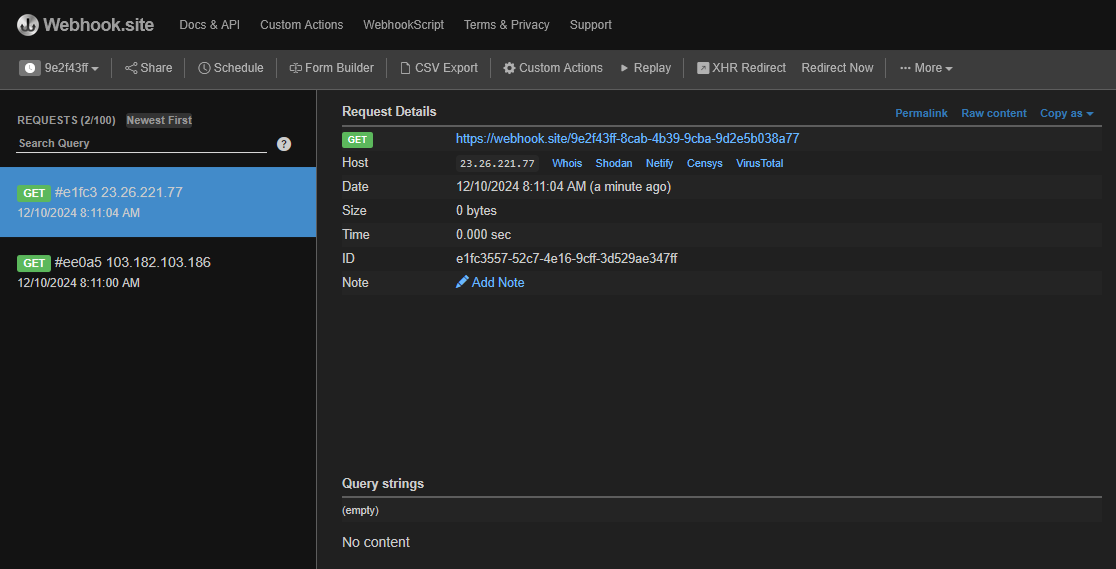 Webhook.site Docs & API Custom Actions WebhookScript Terms & Privacy Support
9e2f43ff Share Schedule Form Builder CSV Export Custom Actions Replay XHR Redirect Redirect Now More
REQUESTS (2/100) Newest First
Search Query ?
GET #e1fc3 23.26.221.77
12/10/2024 8:11:04 AM
GET #ee0a5 103.182.103.186
12/10/2024 8:11:00 AM
Request Details Permalink Raw content Copy as
GET https://webhook.site/9e2f43ff-8cab-4b39-9cba-9d2e5b038a77
Host 23.26.221.77 Whois Shodan Netify Censys VirusTotal
Date 12/10/2024 8:11:04 AM (a minute ago)
Size 0 bytes
Time 0.000 sec
ID e1fc3557-52c7-4e16-9cff-3d529ae347ff
Note Add Note
Query strings
(empty)
No content